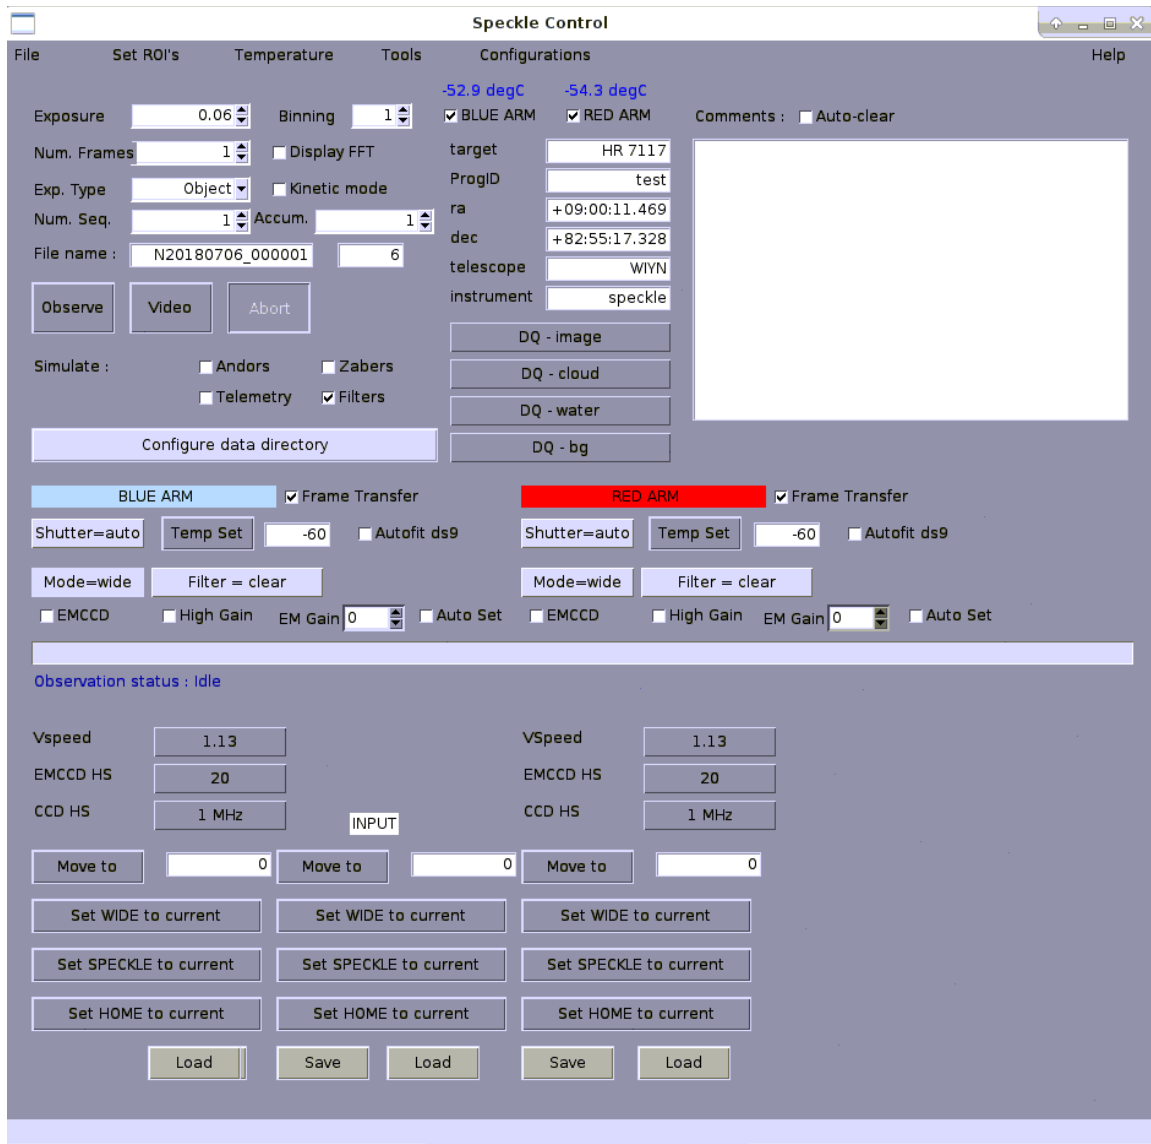 Speckle Control
File Set ROI's Temperature Tools Configurations Help
-52.9 degC -54.3 degC
Exposure 0.06 Binning 1 BLUE ARM RED ARM Comments : Auto-clear
Num. Frames 1 Display FFT target HR 7117
Exp. Type Object Kinetic mode ProgID test
Num. Seq. 1 Accum. 1 ra +09:00:11.469
dec +82:55:17.328
File name : N20180706_000001 6
telescope WIYN
instrument speckle
Observe Video Abort
DQ - image
Simulate : Andors Zabers DQ - cloud
Telemetry Filters DQ - water
Configure data directory DQ - bg
BLUE ARM Frame Transfer RED ARM Frame Transfer
Shutter=auto Temp Set -60 Autofit ds9 Shutter=auto Temp Set -60 Autofit ds9
Mode=wide Filter = clear Mode=wide Filter = clear
EMCCD High Gain EM Gain 0 Auto Set EMCCD High Gain EM Gain 0 Auto Set
Observation status : Idle
Vspeed 1.13 VSpeed 1.13
EMCCD HS 20 EMCCD HS 20
CCD HS 1 MHz INPUT CCD HS 1 MHz
Move to 0 Move to 0 Move to 0
Set WIDE to current Set WIDE to current Set WIDE to current
Set SPECKLE to current Set SPECKLE to current Set SPECKLE to current
Set HOME to current Set HOME to current Set HOME to current
Load Save Load Save Load